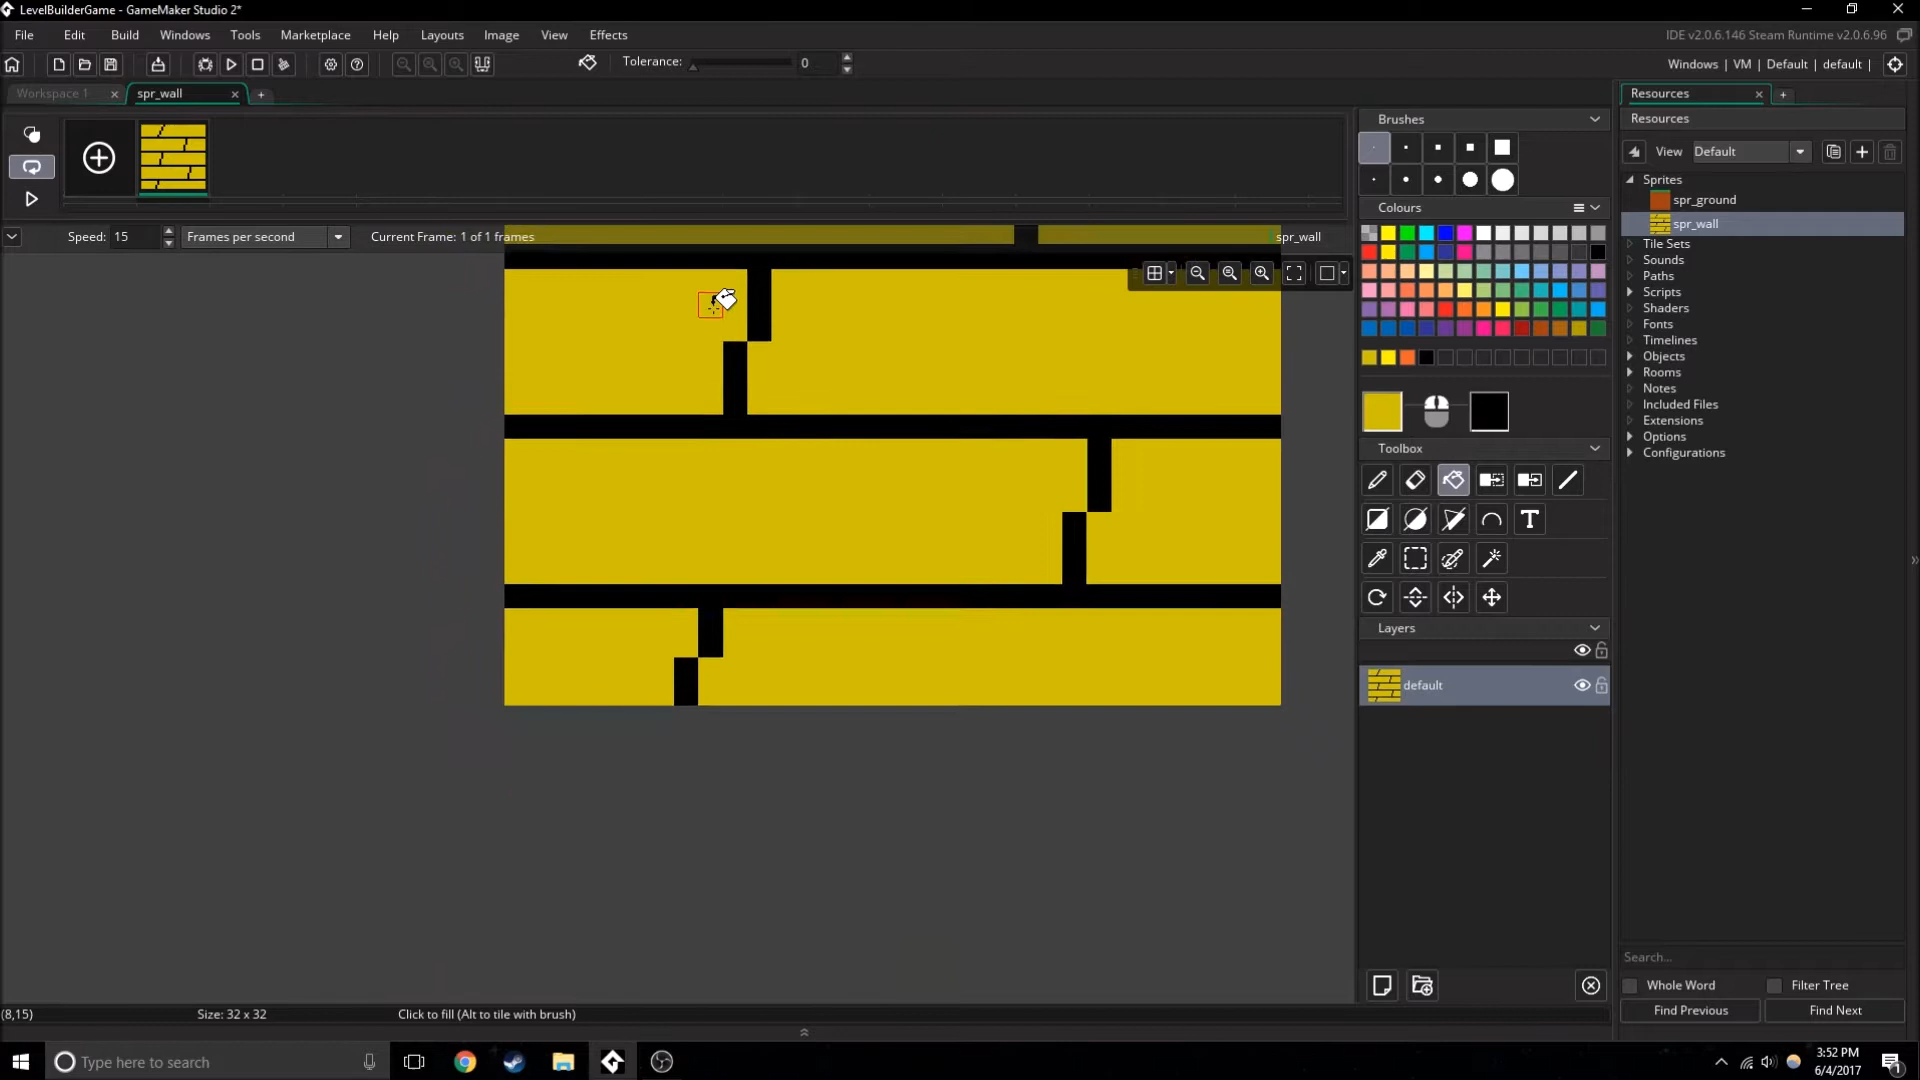 LevelBuilderGame - GameMaker Studio 2*
File Edit Build Windows Tools Marketplace Help Layouts Image View Effects
IDE v2.0.6.146 Steam Runtime v2.0.6.96
Tolerance: 0
Windows | VM | Default | default |
Workspace 1
spr_wall
Resources
Brushes
Resources
View Default
Sprites
spr_ground
spr_wall
Tile Sets
Sounds
Paths
Scripts
Shaders
Fonts
Timelines
Objects
Rooms
Notes
Included Files
Extensions
Options
Configurations
Colours
Speed: 15 Frames per second Current Frame: 1 of 1 frames spr_wall
Toolbox
T
Layers
default
Search...
Whole Word Filter Tree
Find Previous Find Next
(8,15) Size: 32 x 32 Click to fill (Alt to tile with brush)
Type here to search
3:52 PM
6/4/2017
1